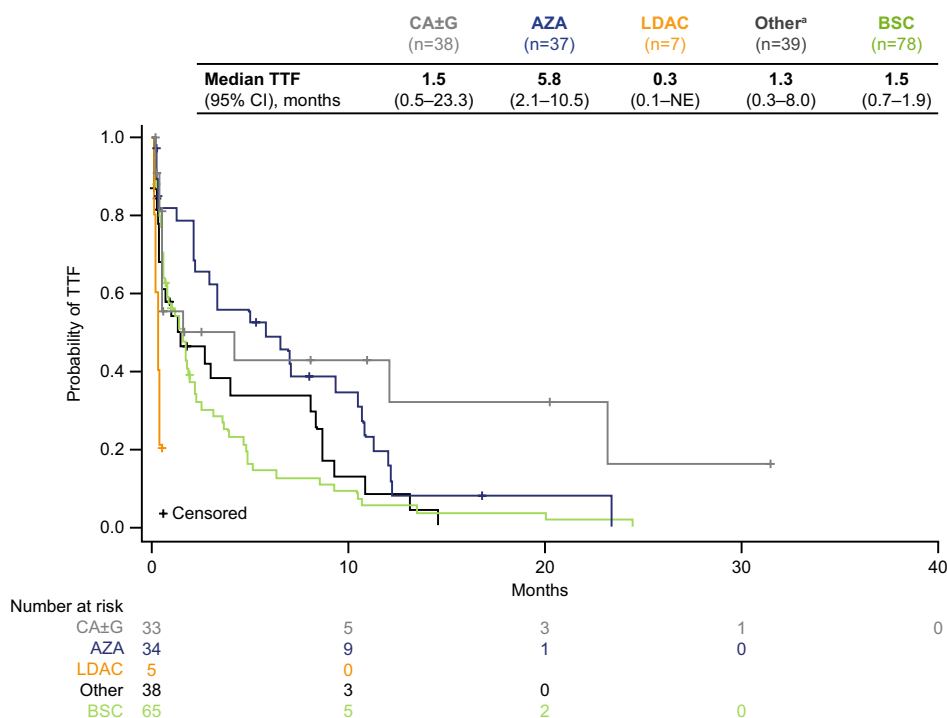 CA±G AZA LDAC Otherᵃ BSC
(n=38) (n=37) (n=7) (n=39) (n=78)
Median TTF 1.5 5.8 0.3 1.3 1.5
(95% CI), months (0.5–23.3) (2.1–10.5) (0.1–NE) (0.3–8.0) (0.7–1.9)
1.0
0.8
0.6
0.4
0.2
0.0
Probability of TTF
+ Censored
0 10 20 30 40
Months
Number at risk
CA±G 33 5 3 1 0
AZA 34 9 1 0
LDAC 5 0
Other 38 3 0
BSC 65 5 2 0